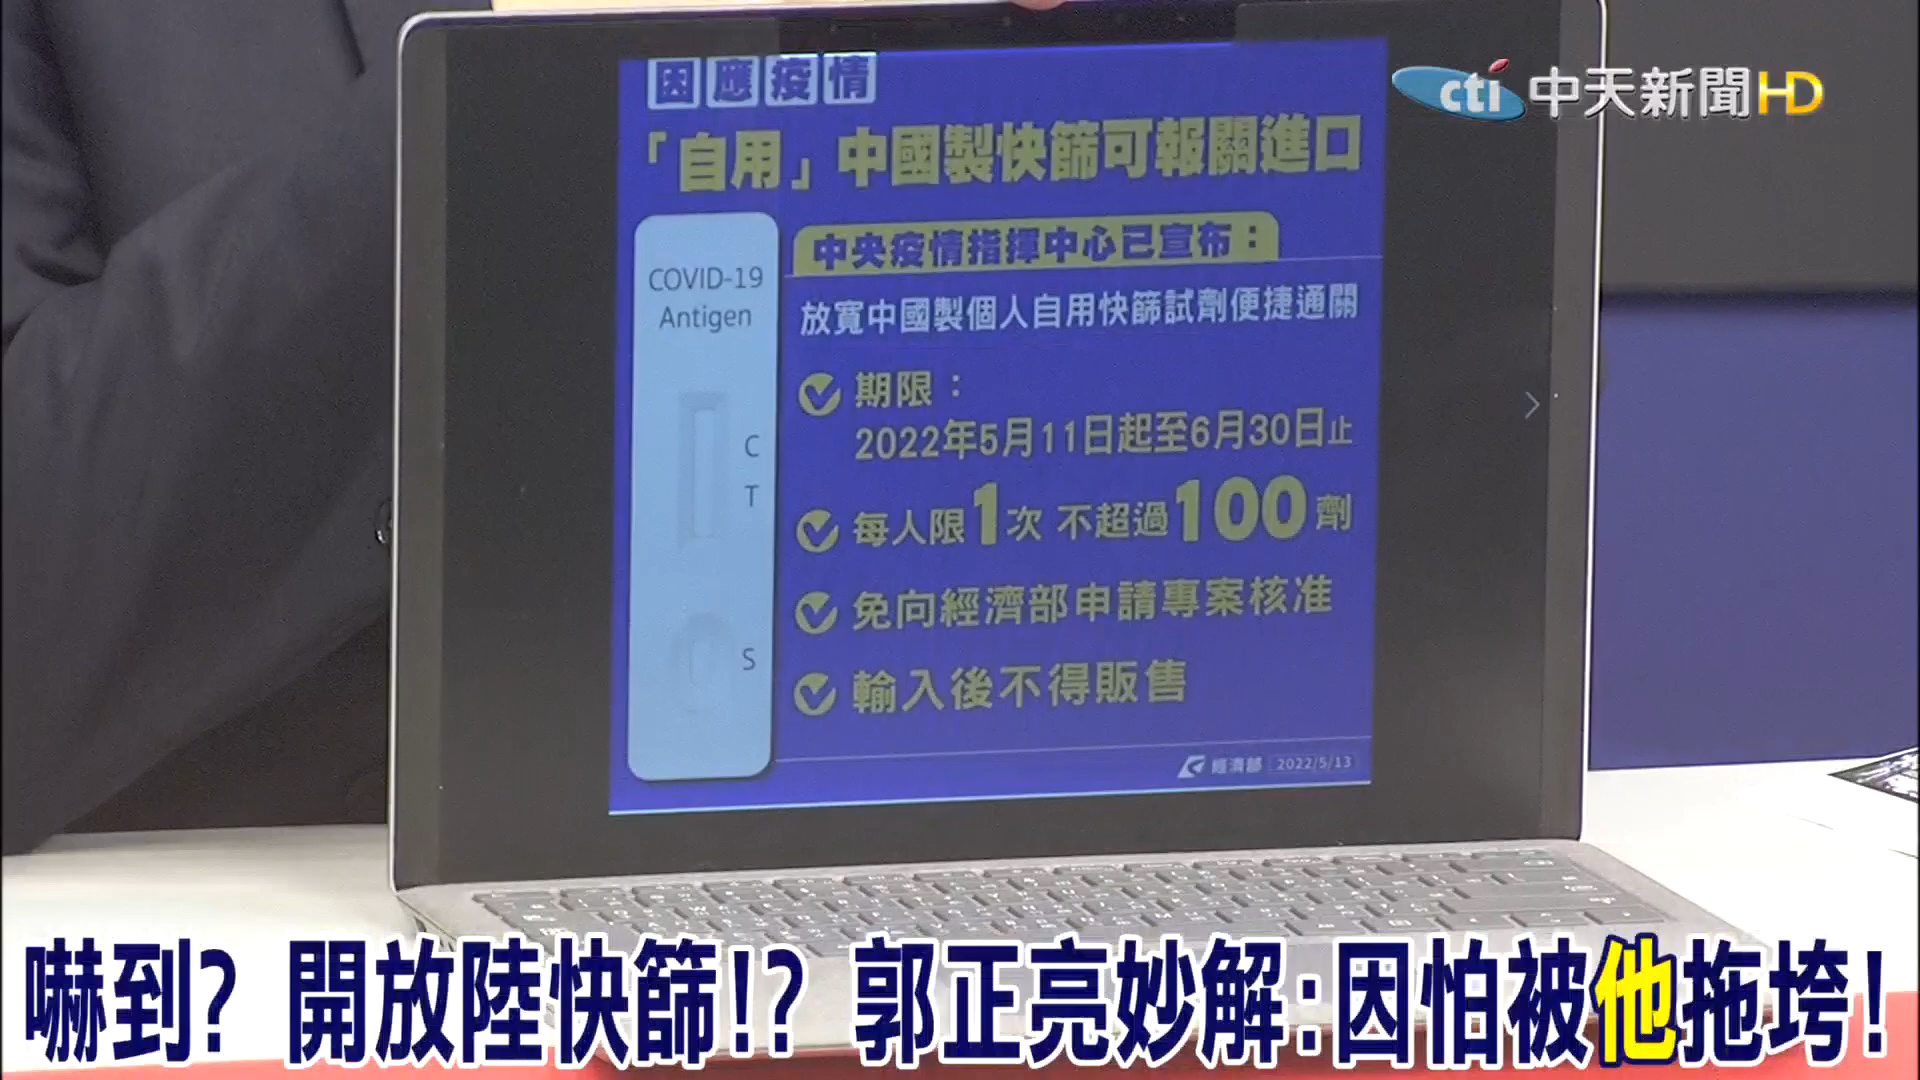 cti 中天新聞HD
因應疫情
「自用」中國製快篩可報關進口
COVID-19
Antigen
C
T
S
中央疫情指揮中心已宣布：
放寬中國製個人自用快篩試劑便捷通關
期限：
2022年5月11日起至6月30日止
每人限1次 不超過100劑
免向經濟部申請專案核准
輸入後不得販售
經濟部 2022/5/13
嚇到? 開放陸快篩!? 郭正亮妙解:因怕被他拖垮!